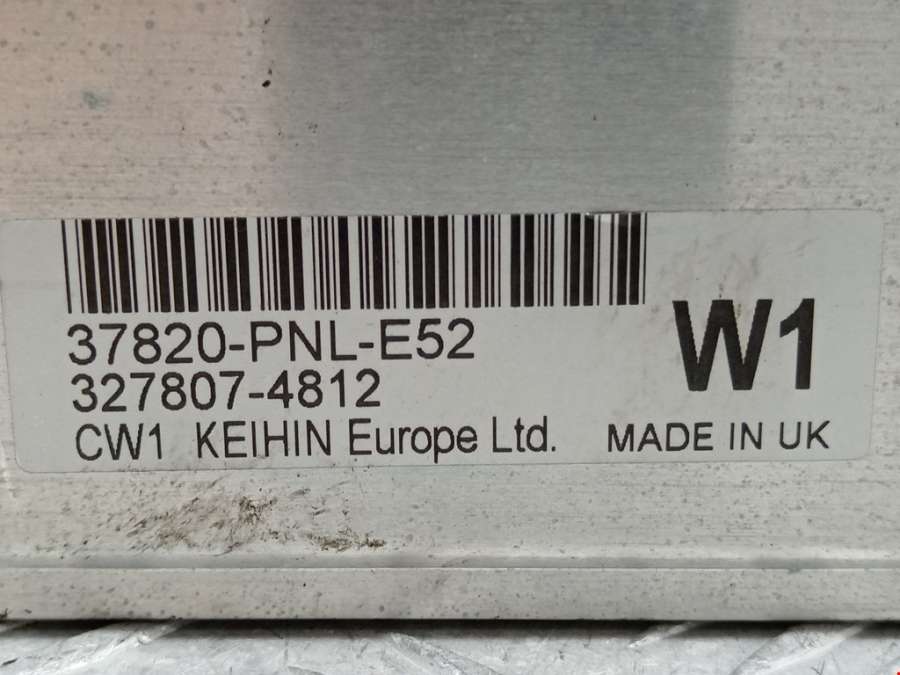 37820-PNL-E52
W1
327807-4812
CW1 KEIHIN Europe Ltd. MADE IN UK